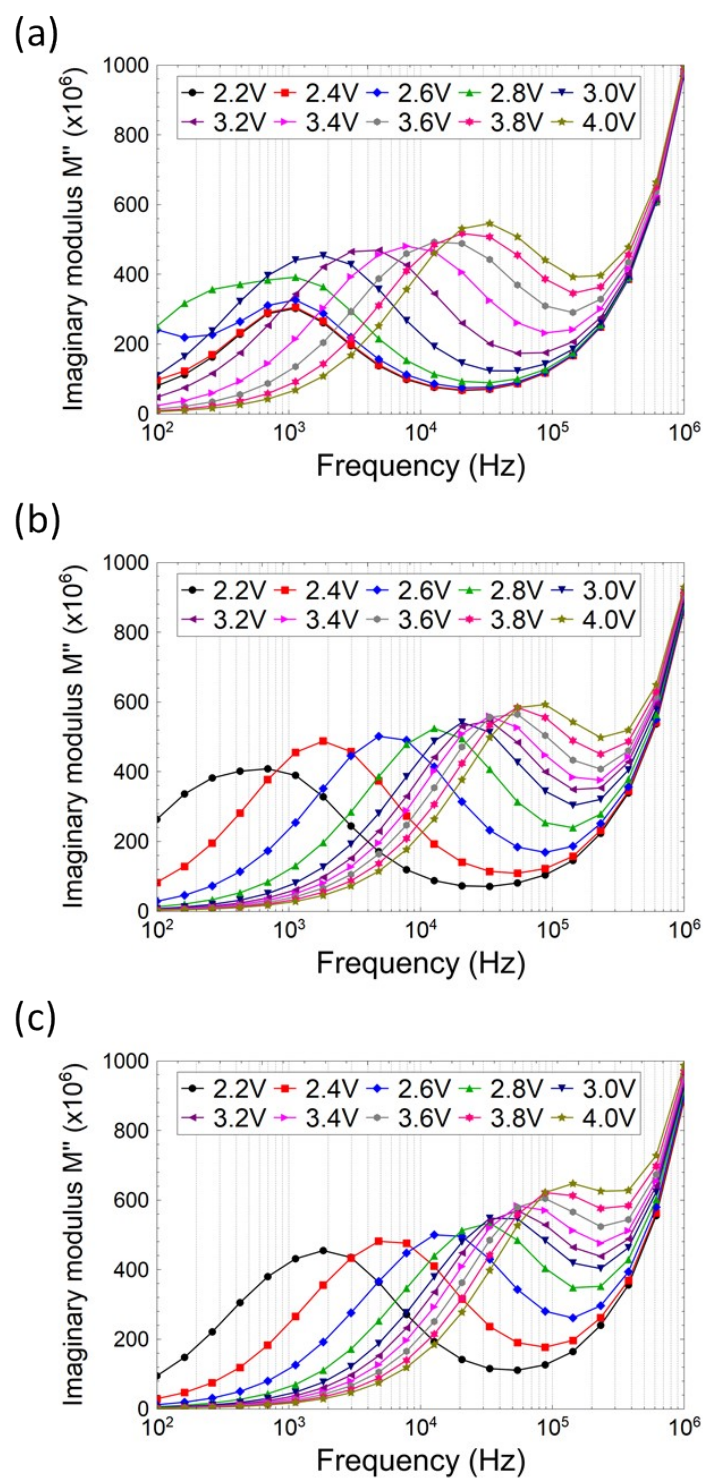 (a)
1000
800
600
400
200
0
Imaginary modulus M'' (x10⁶)
2.2V 2.4V 2.6V 2.8V 3.0V
3.2V 3.4V 3.6V 3.8V 4.0V
10² 10³ 10⁴ 10⁵ 10⁶
Frequency (Hz)
(b)
1000
800
600
400
200
0
Imaginary modulus M'' (x10⁶)
2.2V 2.4V 2.6V 2.8V 3.0V
3.2V 3.4V 3.6V 3.8V 4.0V
10² 10³ 10⁴ 10⁵ 10⁶
Frequency (Hz)
(c)
1000
800
600
400
200
0
Imaginary modulus M'' (x10⁶)
2.2V 2.4V 2.6V 2.8V 3.0V
3.2V 3.4V 3.6V 3.8V 4.0V
10² 10³ 10⁴ 10⁵ 10⁶
Frequency (Hz)